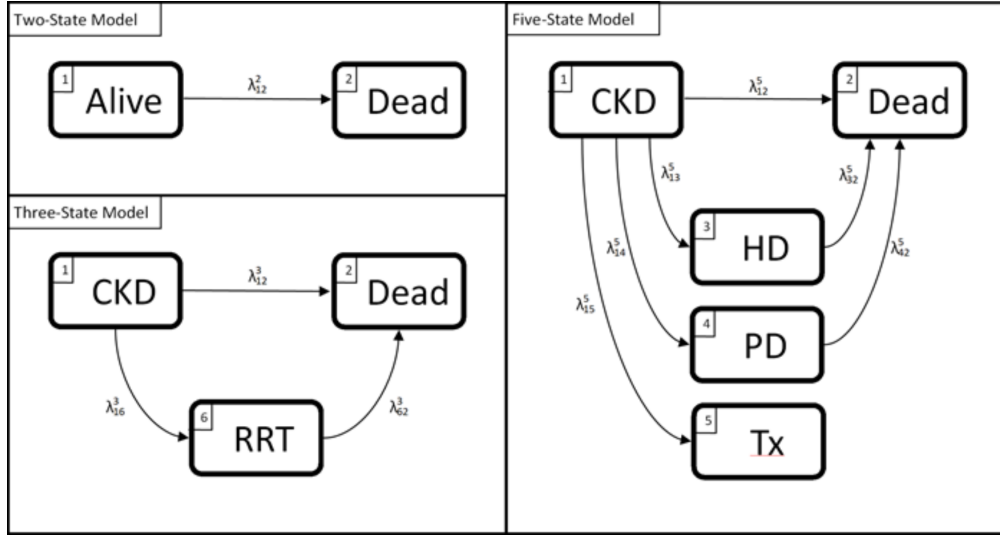 Two-State Model
1
Alive
λ²₁₂
2
Dead
Three-State Model
1
CKD
λ³₁₂
2
Dead
λ³₁₆
6
RRT
λ³₆₂
Five-State Model
1
CKD
λ⁵₁₂
2
Dead
λ⁵₁₃
λ⁵₃₂
3
HD
λ⁵₁₄
λ⁵₄₂
λ⁵₁₅
4
PD
5
Tx